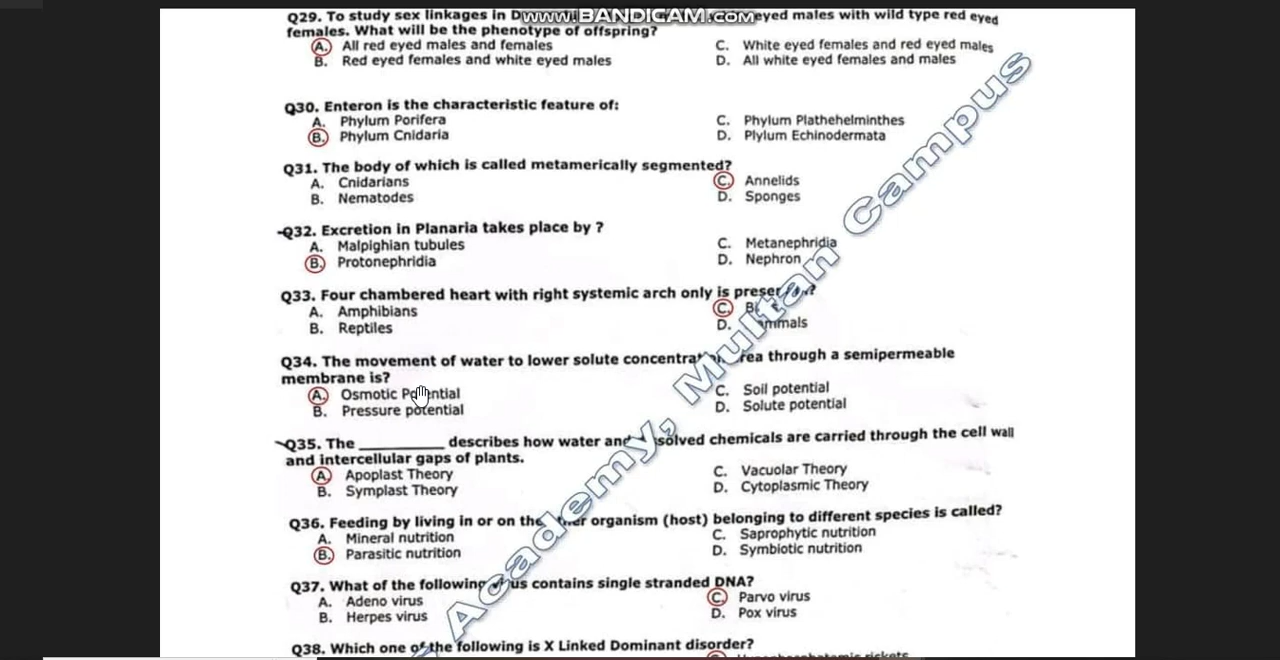 www.BANDICAM.com
Q29. To study sex linkages in eyed males with wild type red eyed
females. What will be the phenotype of offspring?
A. All red eyed males and females
C. White eyed females and red eyed males
B. Red eyed females and white eyed males
D. All white eyed females and males
Q30. Enteron is the characteristic feature of:
A. Phylum Porifera
C. Phylum Plathehelminthes
B. Phylum Cnidaria
D. Plylum Echinodermata
Q31. The body of which is called metamerically segmented?
A. Cnidarians
C. Annelids
B. Nematodes
D. Sponges
Q32. Excretion in Planaria takes place by ?
A. Malpighian tubules
C. Metanephridia
B. Protonephridia
D. Nephron
Q33. Four chambered heart with right systemic arch only is
A. Amphibians
C.
B. Reptiles
D.
Q34. The movement of water to lower solute through a semipermeable
membrane is?
A. Osmotic Potential
C. Soil potential
B. Pressure potential
D. Solute potential
Q35. The __________ describes how water and chemicals are carried through the cell wall
and intercellular gaps of plants.
A. Apoplast Theory
C. Vacuolar Theory
B. Symplast Theory
D. Cytoplasmic Theory
Q36. Feeding by living in or on the organism (host) belonging to different species is called?
A. Mineral nutrition
C. Saprophytic nutrition
B. Parasitic nutrition
D. Symbiotic nutrition
Q37. What of the following contains single stranded DNA?
A. Adeno virus
C. Parvo virus
B. Herpes virus
D. Pox virus
Q38. Which one of the following is X Linked Dominant disorder?
Academy, Multan Campus